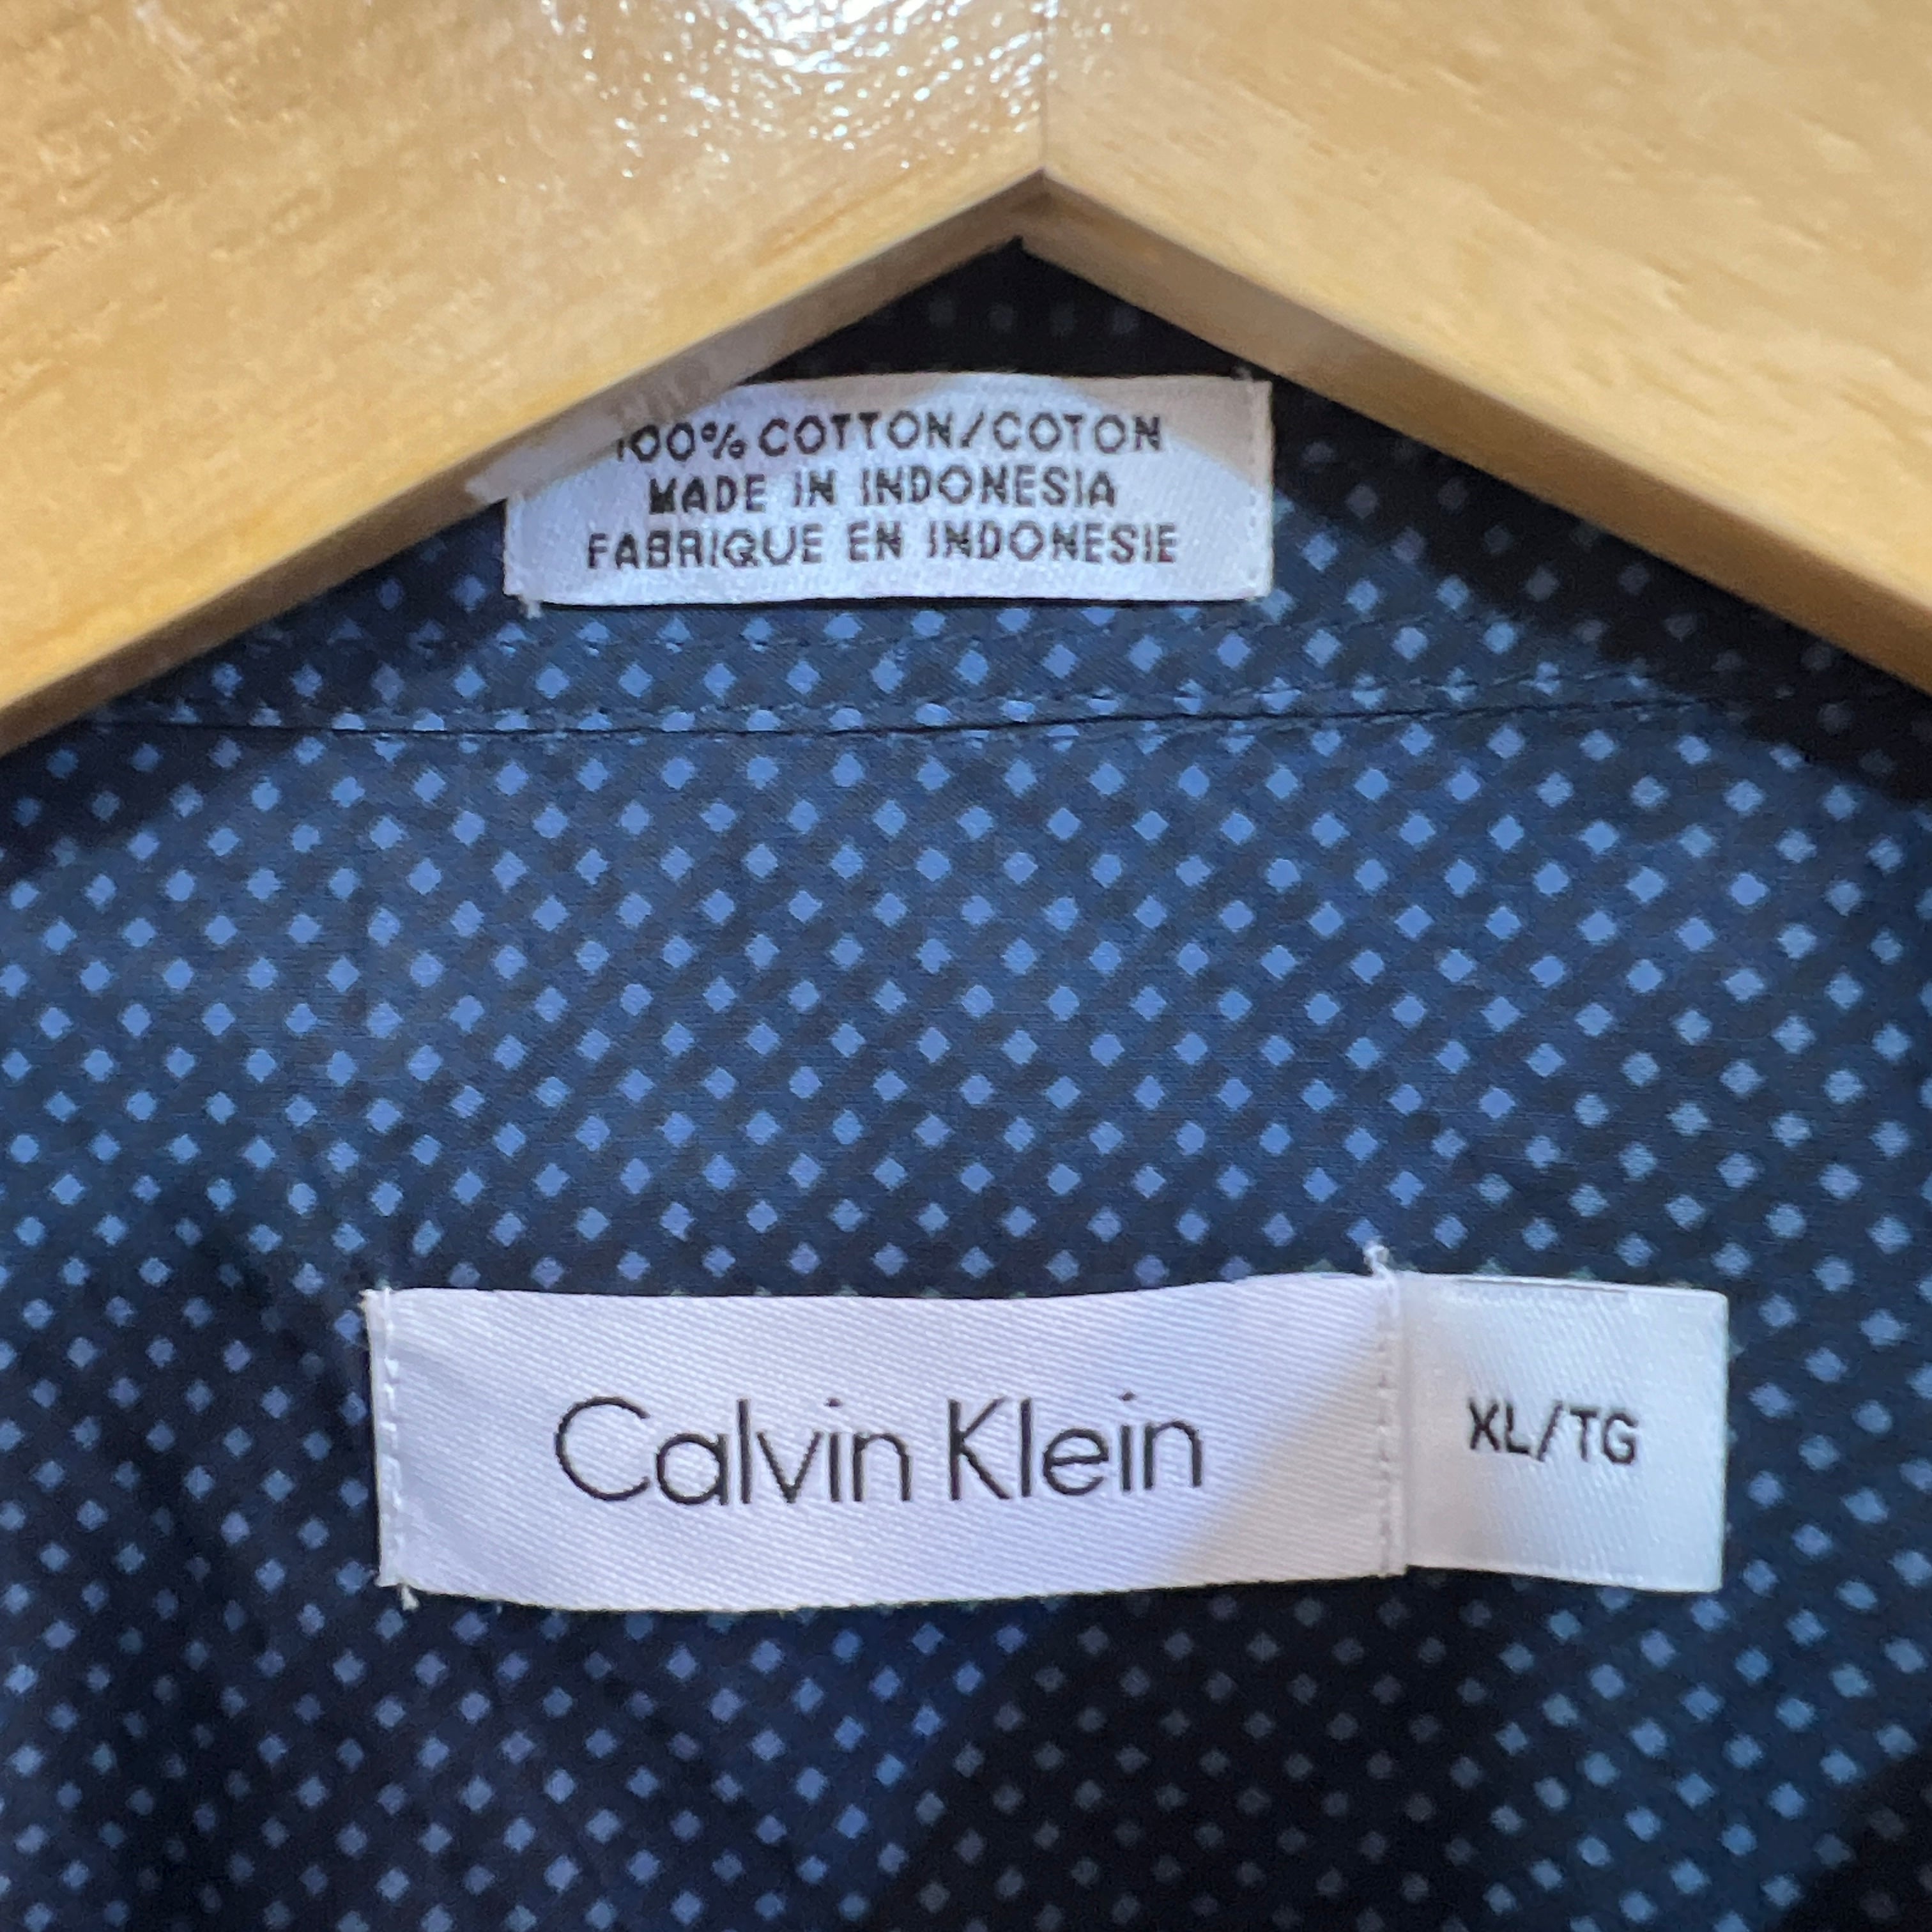 100% COTTON/COTON
MADE IN INDONESIA
FABRIQUE EN INDONESIE
Calvin Klein
XL/TG